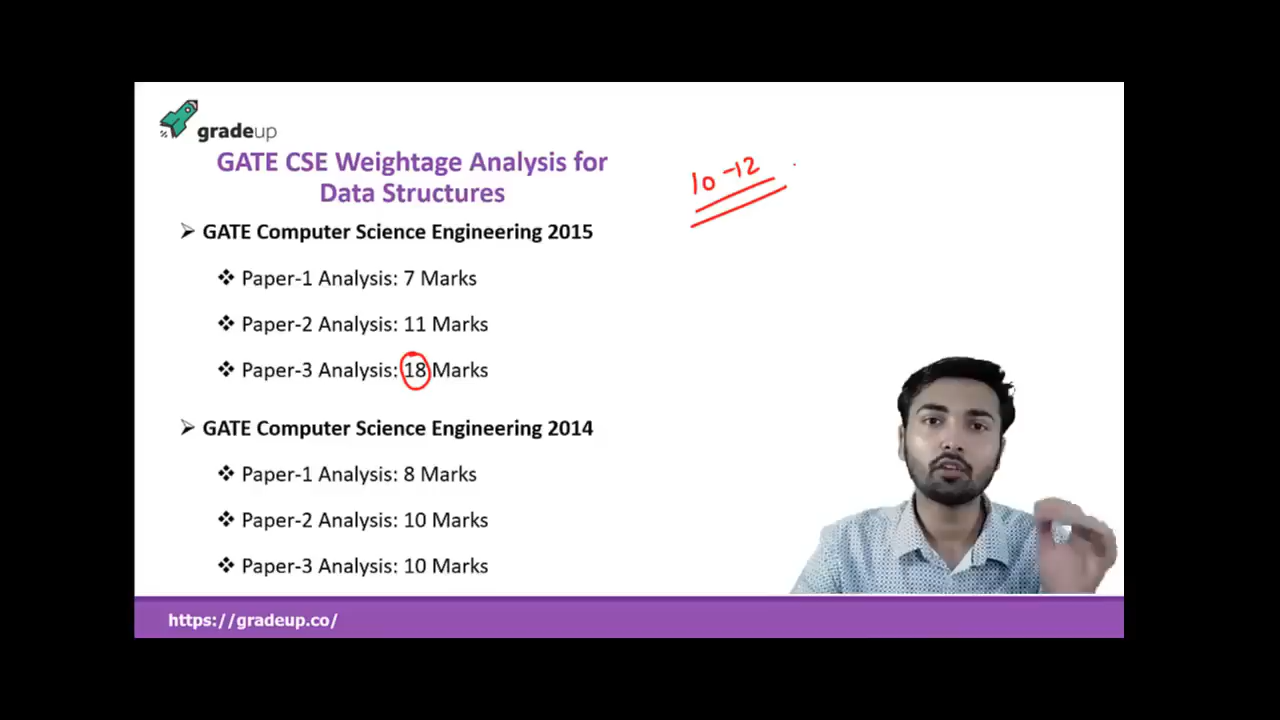 gradeup
GATE CSE Weightage Analysis for
Data Structures
10-12
➢ GATE Computer Science Engineering 2015
❖ Paper-1 Analysis: 7 Marks
❖ Paper-2 Analysis: 11 Marks
❖ Paper-3 Analysis: 18 Marks
➢ GATE Computer Science Engineering 2014
❖ Paper-1 Analysis: 8 Marks
❖ Paper-2 Analysis: 10 Marks
❖ Paper-3 Analysis: 10 Marks
https://gradeup.co/